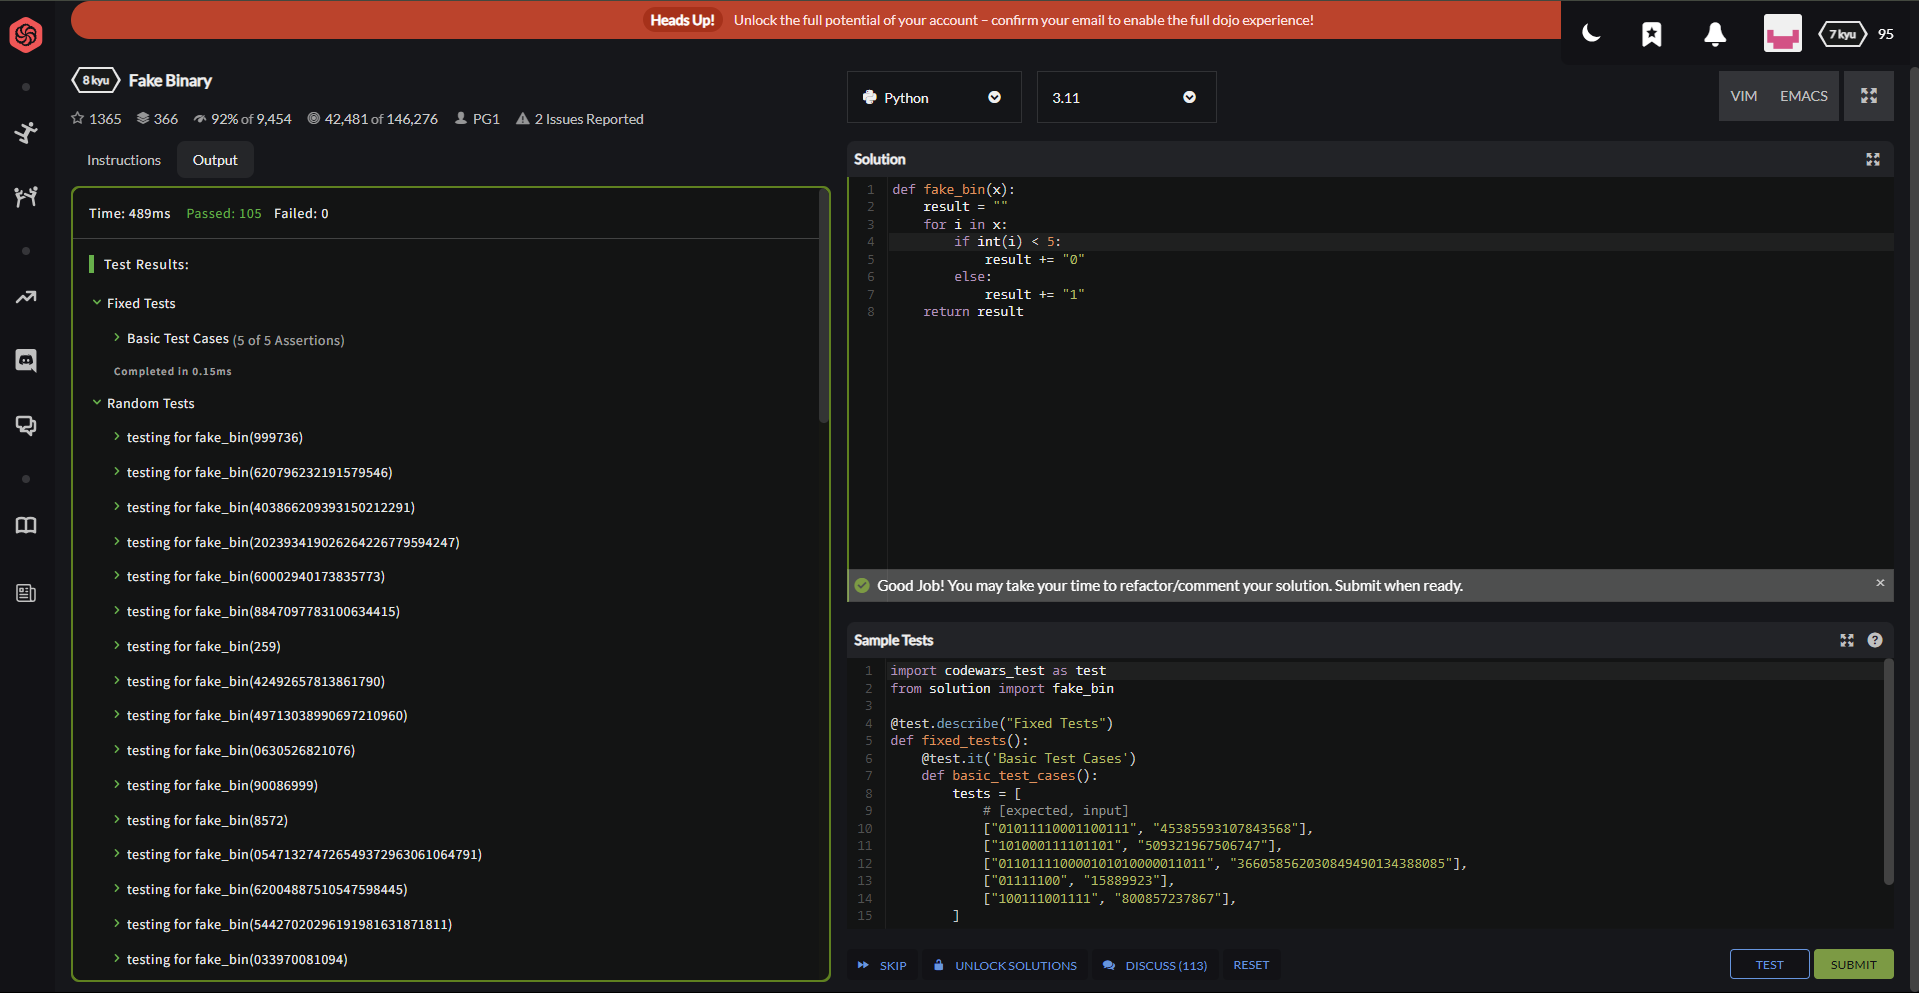 Heads Up! Unlock the full potential of your account – confirm your email to enable the full dojo experience!
7 kyu 95
8 kyu Fake Binary
1365 366 92% of 9,454 42,481 of 146,276 PG1 2 Issues Reported
Instructions Output
Time: 489ms Passed: 105 Failed: 0
Test Results:
Fixed Tests
Basic Test Cases (5 of 5 Assertions)
Completed in 0.15ms
Random Tests
testing for fake_bin(999736)
testing for fake_bin(620796232191579546)
testing for fake_bin(403866209393150212291)
testing for fake_bin(202393419026264226779594247)
testing for fake_bin(60002940173835773)
testing for fake_bin(8847097783100634415)
testing for fake_bin(259)
testing for fake_bin(42492657813861790)
testing for fake_bin(49713038990697210960)
testing for fake_bin(0630526821076)
testing for fake_bin(90086999)
testing for fake_bin(8572)
testing for fake_bin(054713274726549372963061064791)
testing for fake_bin(62004887510547598445)
testing for fake_bin(54427020296191981631871811)
testing for fake_bin(033970081094)
Python 3.11 VIM EMACS
Solution
1 def fake_bin(x):
2 result = ""
3 for i in x:
4 if int(i) < 5:
5 result += "0"
6 else:
7 result += "1"
8 return result
Good Job! You may take your time to refactor/comment your solution. Submit when ready. ×
Sample Tests ?
1 import codewars_test as test
2 from solution import fake_bin
3
4 @test.describe("Fixed Tests")
5 def fixed_tests():
6 @test.it('Basic Test Cases')
7 def basic_test_cases():
8 tests = [
9 # [expected, input]
10 ["01011110001100111", "45385593107843568"],
11 ["101000111101101", "509321967506747"],
12 ["011011110000101010000011011", "366058562030849490134388085"],
13 ["01111100", "15889923"],
14 ["100111001111", "800857237867"],
15 ]
SKIP UNLOCK SOLUTIONS DISCUSS (113) RESET TEST SUBMIT